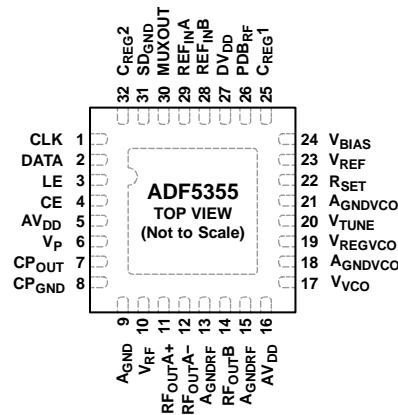 32 CREG2
31 SDGND
30 MUXOUT
29 REFINA
28 REFINB
27 DVDD
26 PDBRF
25 CREG1
CLK 1
DATA 2
LE 3
CE 4
AVDD 5
VP 6
CPOUT 7
CPGND 8
ADF5355
TOP VIEW
(Not to Scale)
24 VBIAS
23 VREF
22 RSET
21 AGNDVCO
20 VTUNE
19 VREGVCO
18 AGNDVCO
17 VVCO
AGND 9
VRF 10
RFOUTA+ 11
RFOUTA− 12
AGNDRF 13
RFOUTB 14
AGNDRF 15
AVDD 16